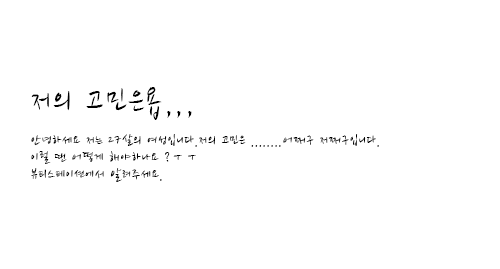 저의 고민은욥,,,
안녕하세요 저는 27살의 여성입니다.저의 고민은 ........어쩌구 저쩌구입니다.
이럴 땐 어떻게 해야하나요 ? ㅜ ㅜ
뷰티스테이션에서 알려주세요.